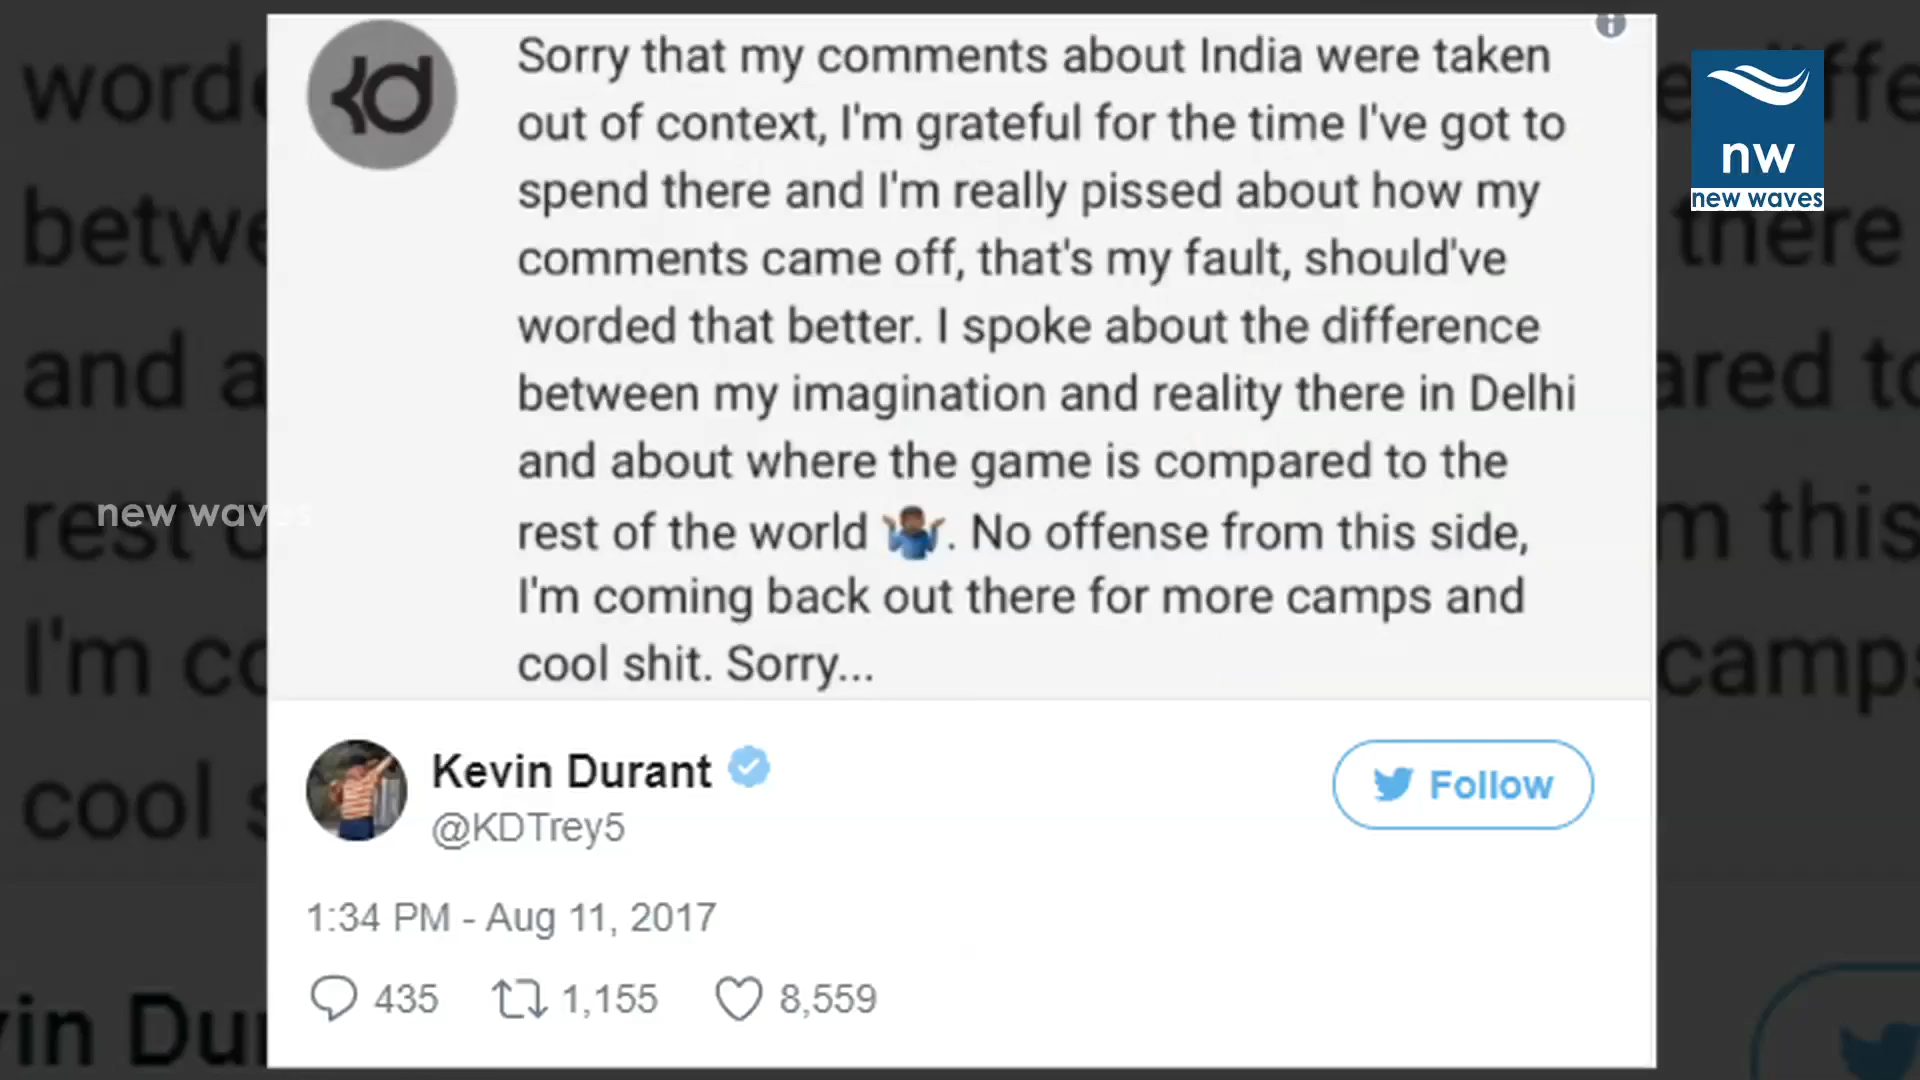 Sorry that my comments about India were taken
out of context, I'm grateful for the time I've got to
spend there and I'm really pissed about how my
comments came off, that's my fault, should've
worded that better. I spoke about the difference
between my imagination and reality there in Delhi
and about where the game is compared to the
rest of the world 🤷🏾‍♂️. No offense from this side,
I'm coming back out there for more camps and
cool shit. Sorry...
Kevin Durant
@KDTrey5
Follow
1:34 PM - Aug 11, 2017
435 1,155 8,559
nw
new waves
new waves